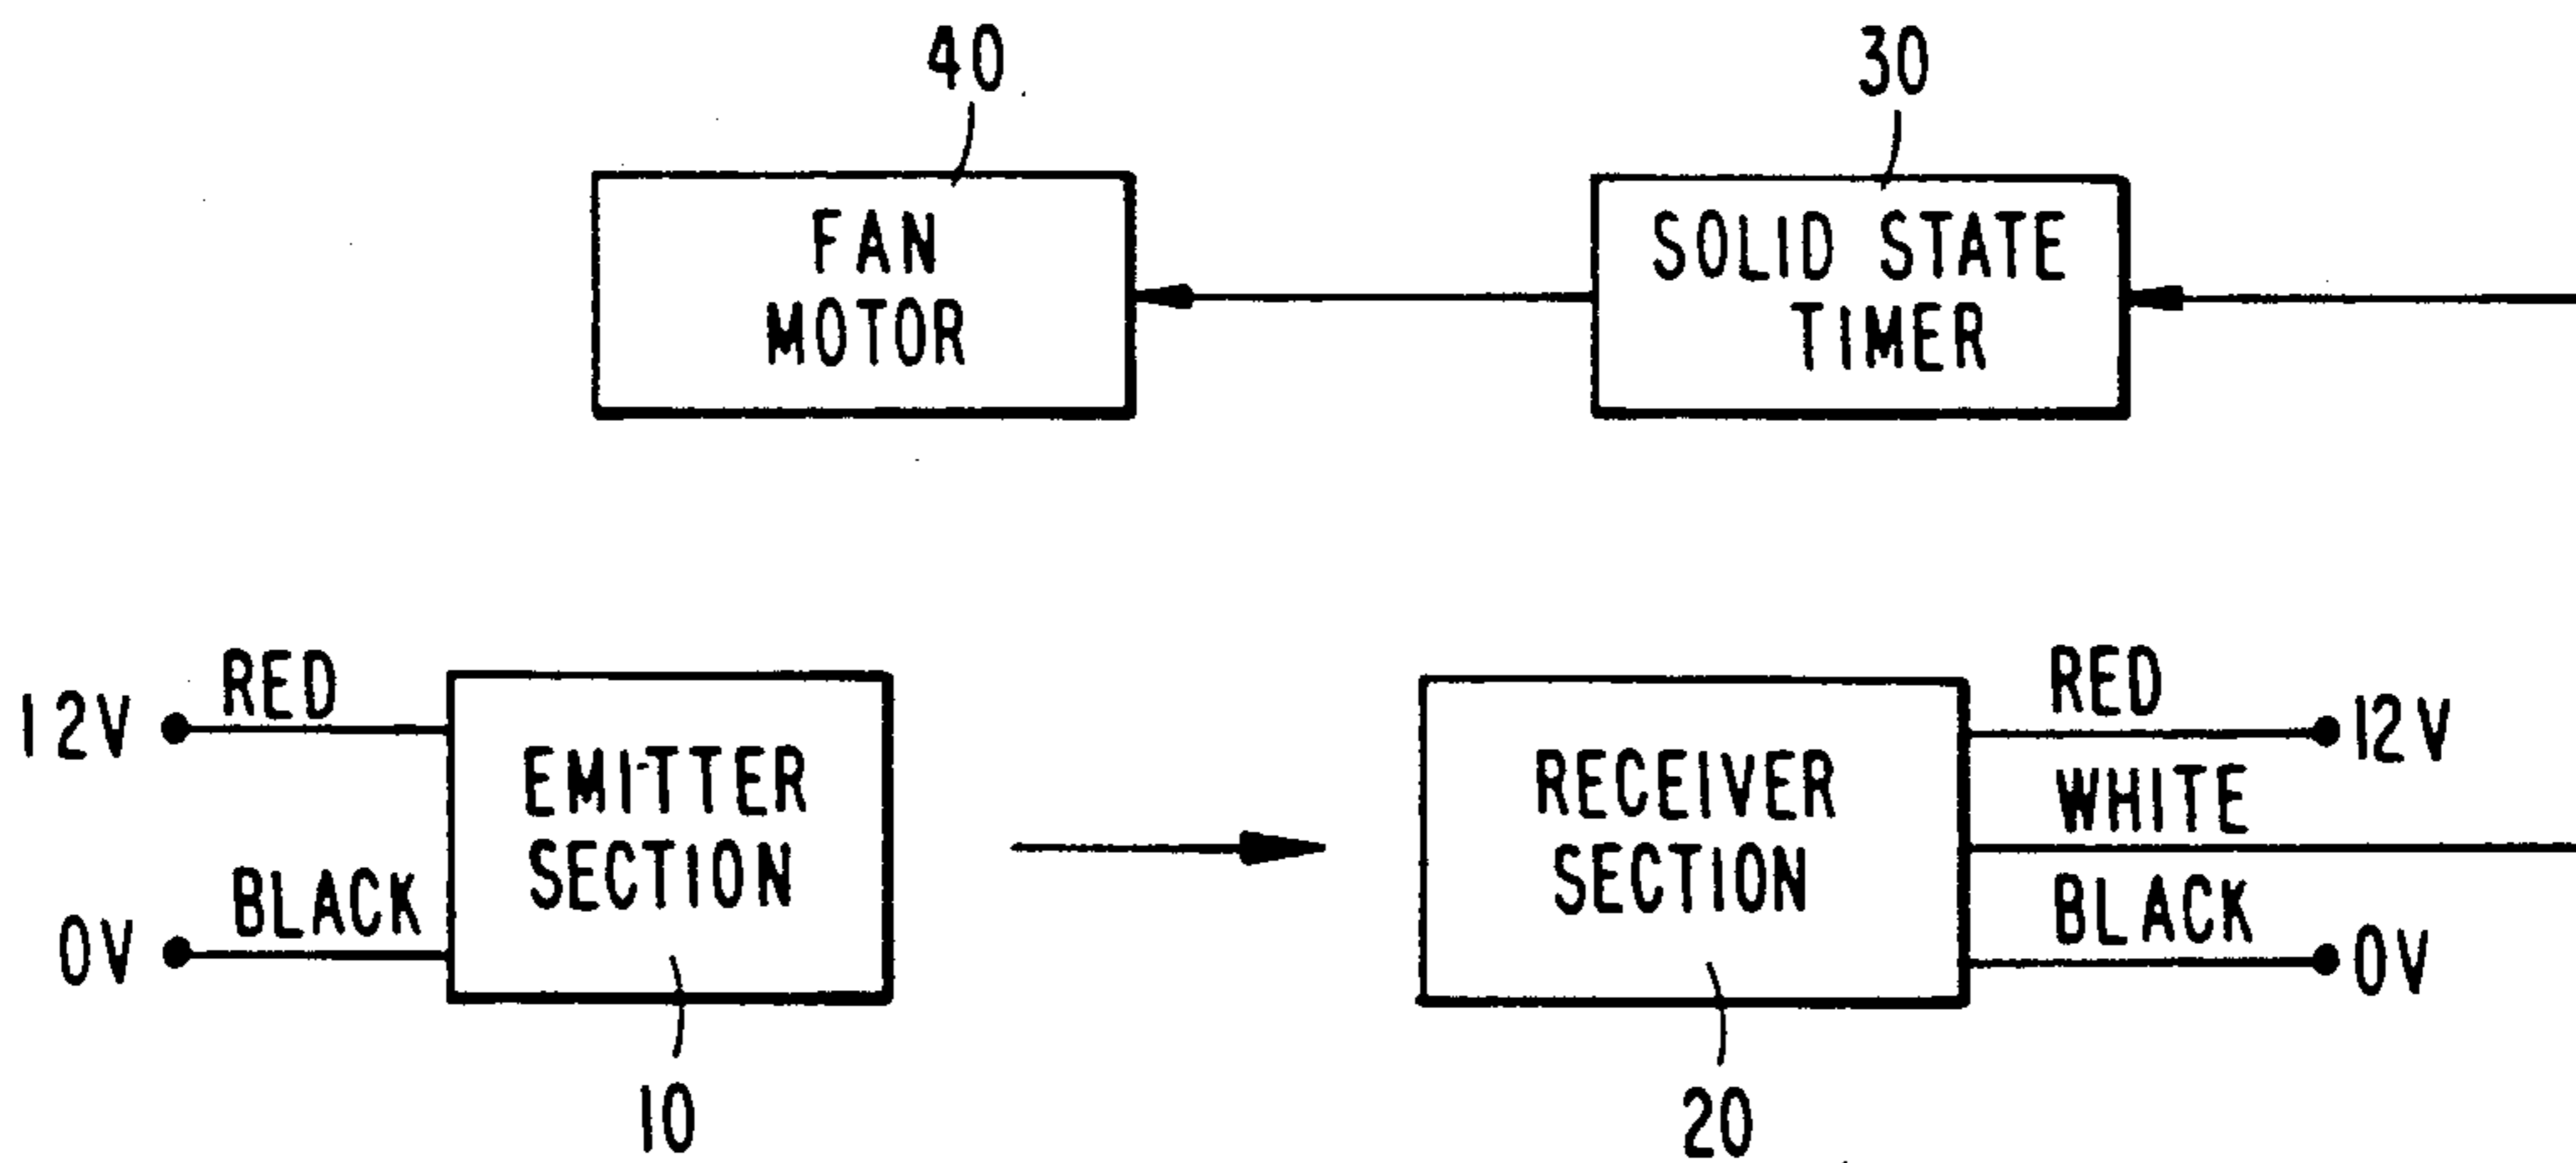 40
30
FAN
MOTOR
SOLID STATE
TIMER
12V
RED
EMITTER
SECTION
0V
BLACK
10
RECEIVER
SECTION
RED
12V
WHITE
BLACK
0V
20